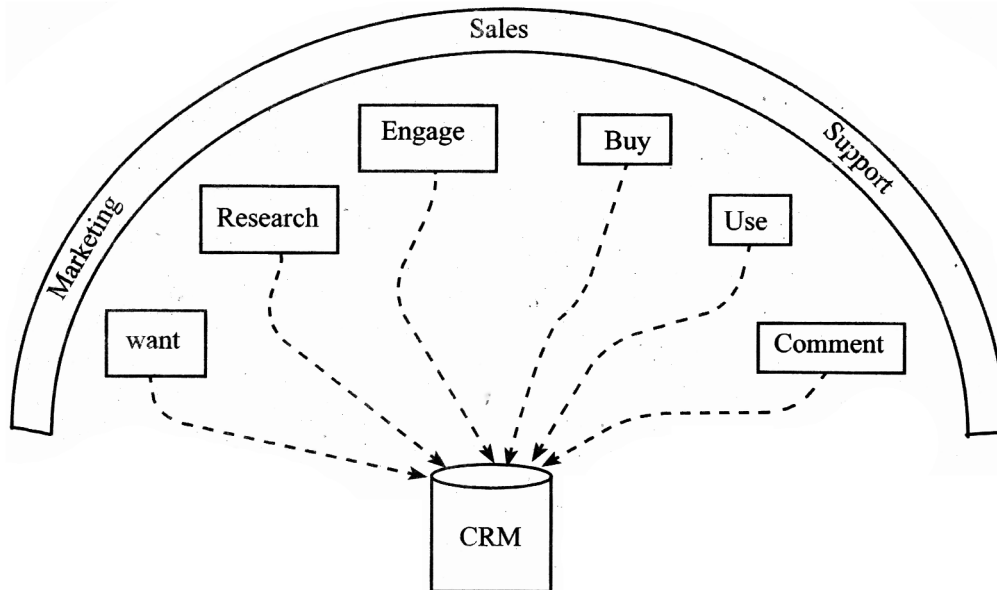 Sales
Engage
Buy
Support
Marketing
Research
Use
want
Comment
CRM